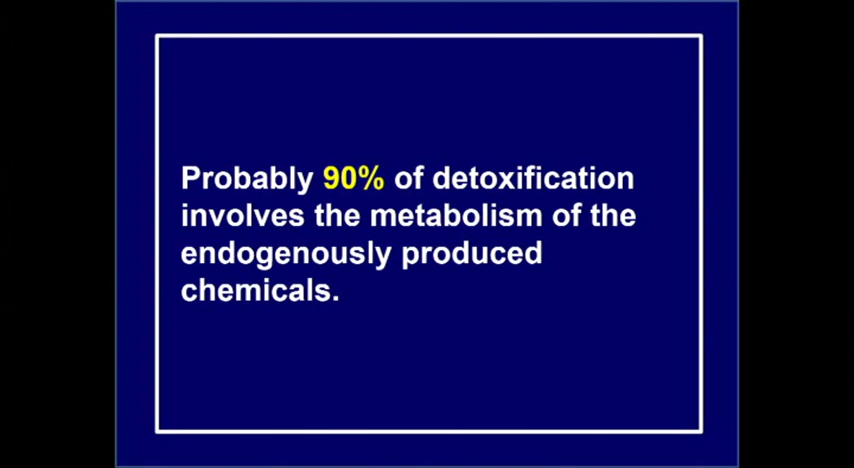 Probably 90% of detoxification
involves the metabolism of the
endogenously produced
chemicals.